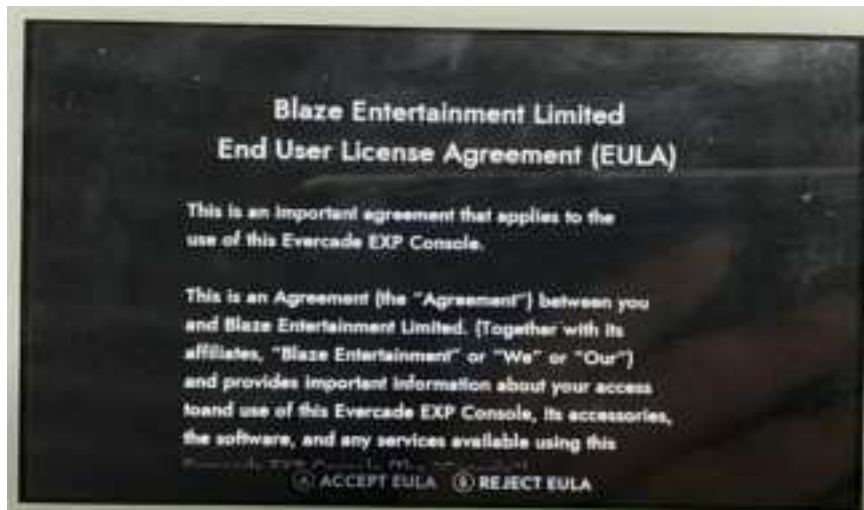 Blaze Entertainment Limited
End User License Agreement (EULA)
This is an important agreement that applies to the
use of this Evercade EXP Console.
This is an Agreement (the "Agreement") between you
and Blaze Entertainment Limited. (Together with its
affiliates, "Blaze Entertainment" or "We" or "Our")
and provides important information about your access
toand use of this Evercade EXP Console, its accessories,
the software, and any services available using this
A ACCEPT EULA B REJECT EULA